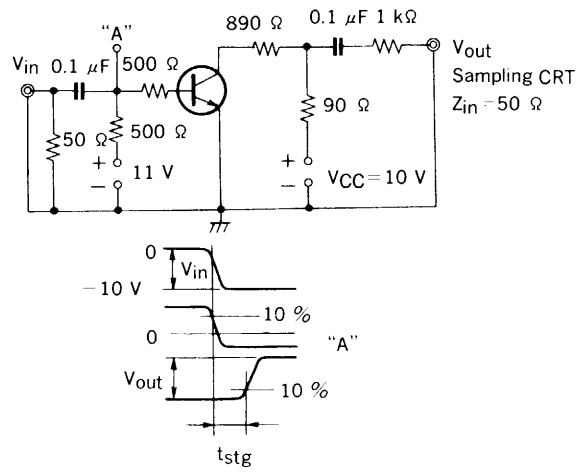 “A”
Vin
0.1 μF
500 Ω
50 Ω
500 Ω
+
−
11 V
890 Ω
0.1 μF 1 kΩ
90 Ω
+
−
VCC=10 V
Vout
Sampling CRT
Zin=50 Ω
0
Vin
−10 V
10 %
0
“A”
Vout
10 %
tstg